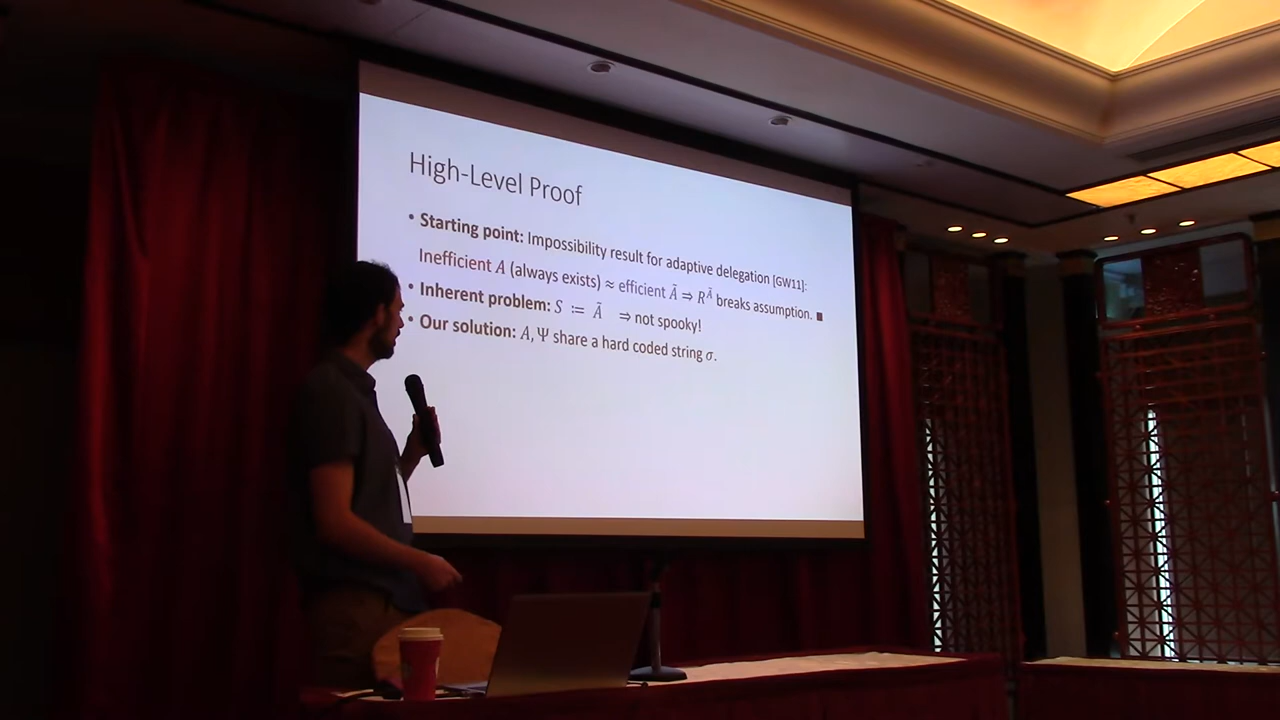 High-Level Proof
• Starting point: Impossibility result for adaptive delegation [GW11]:
Inefficient A (always exists) ≈ efficient Ã ⇒ R^Ã breaks assumption. ■
• Inherent problem: S := Ã ⇒ not spooky!
• Our solution: A, Ψ share a hard coded string σ.